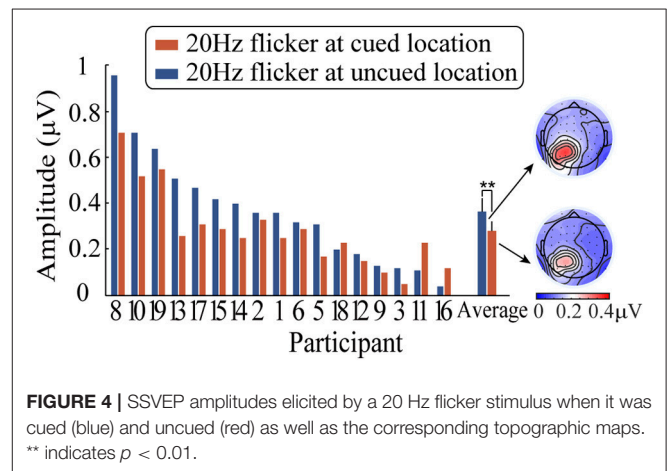 20Hz flicker at cued location
20Hz flicker at uncued location
1
0.8
0.6
0.4
0.2
0
Amplitude (μV)
**
8 10 19 13 17 15 14 2 1 6 5 18 12 9 3 11 16 Average
Participant
0 0.2 0.4μV
FIGURE 4 | SSVEP amplitudes elicited by a 20 Hz flicker stimulus when it was
cued (blue) and uncued (red) as well as the corresponding topographic maps.
** indicates p < 0.01.